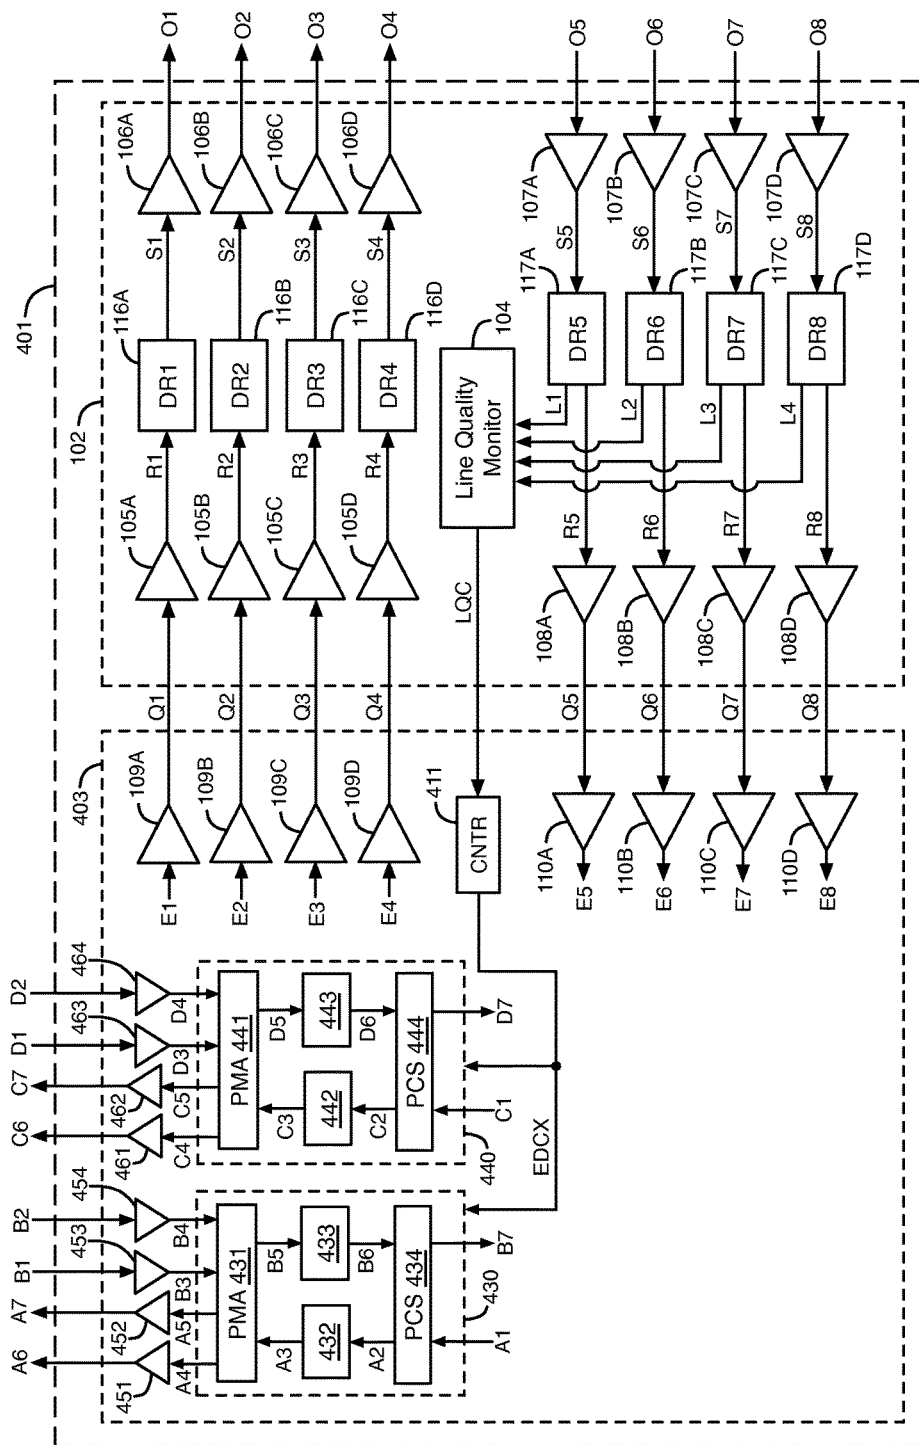 401
102
403
O1
O2
O3
O4
O5
O6
O7
O8
106A
106B
106C
106D
107A
107B
107C
107D
S1
S2
S3
S4
S5
S6
S7
S8
116A
116B
116C
116D
117A
117B
117C
117D
DR1
DR2
DR3
DR4
DR5
DR6
DR7
DR8
104
Line Quality
Monitor
L1
L2
L3
L4
R1
R2
R3
R4
R5
R6
R7
R8
105A
105B
105C
105D
108A
108B
108C
108D
LQC
Q1
Q2
Q3
Q4
Q5
Q6
Q7
Q8
109A
109B
109C
109D
411
CNTR
110A
110B
110C
110D
E1
E2
E3
E4
E5
E6
E7
E8
D2
D1
C7
C6
B2
B1
A7
A6
464
463
462
461
454
453
452
451
D4
D3
C5
C4
B4
B3
A5
A4
PMA 441
D5
443
D6
C3
442
C2
PCS 444
D7
C1
440
EDCX
PMA 431
B5
433
B6
A3
432
A2
PCS 434
B7
A1
430